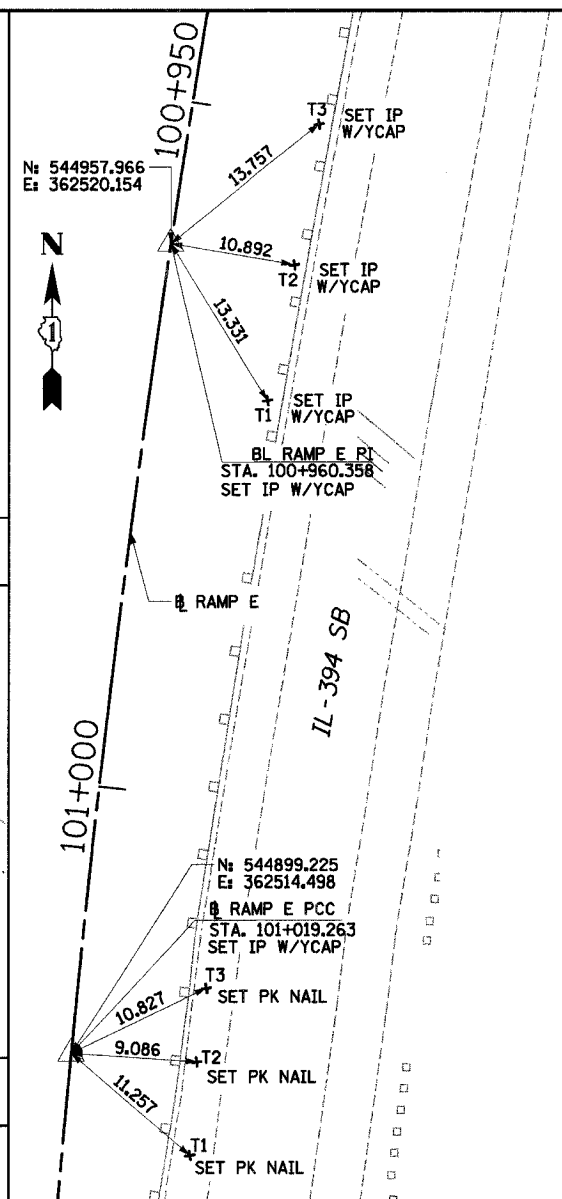 100+950
T3
SET IP
W/YCAP
N: 544957.966
E: 362520.154
13.757
N
10.892
T2
SET IP
W/YCAP
1
13.331
T1
SET IP
W/YCAP
BL RAMP E PI
STA. 100+960.358
SET IP W/YCAP
BL RAMP E
IL-394 SB
101+000
N: 544899.225
E: 362514.498
BL RAMP E PCC
STA. 101+019.263
SET IP W/YCAP
T3
10.827
SET PK NAIL
9.086
T2
SET PK NAIL
11.257
T1
SET PK NAIL